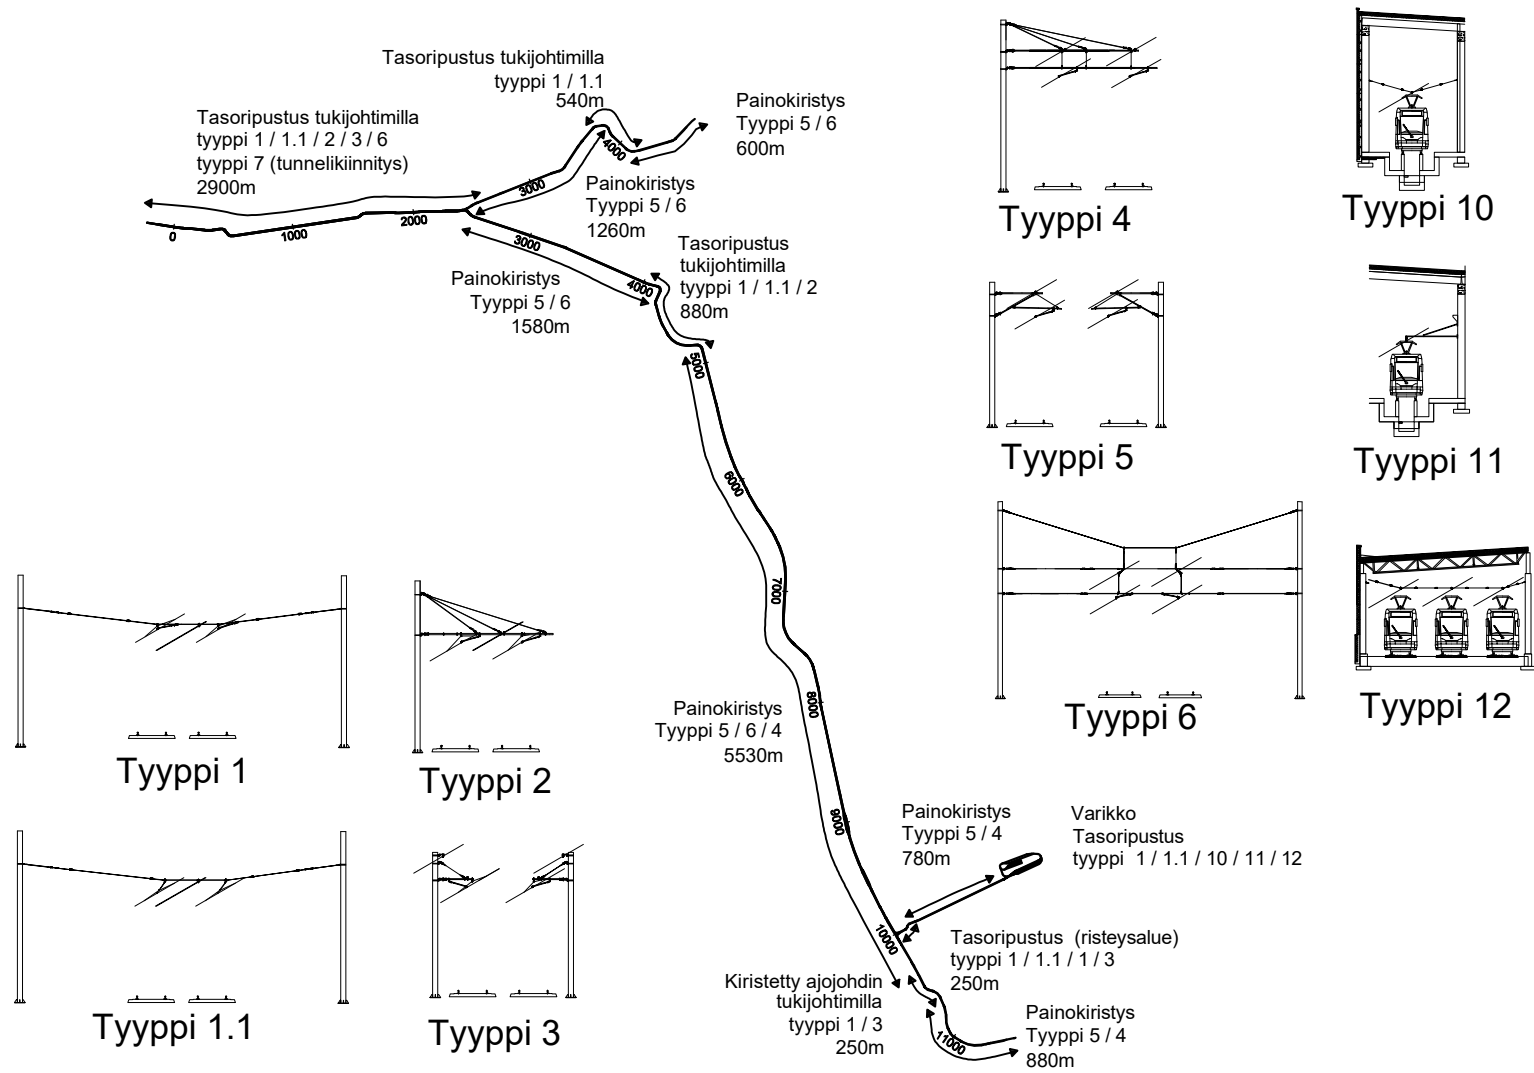 Tasoripustus tukijohtimilla
tyyppi 1 / 1.1
540m
Painokiristys
Tyyppi 5 / 6
600m
Tasoripustus tukijohtimilla
tyyppi 1 / 1.1 / 2 / 3 / 6
tyyppi 7 (tunnelikiinnitys)
2900m
Painokiristys
Tyyppi 5 / 6
1260m
4000
3000
0
1000
2000
3000
4000
Painokiristys
Tyyppi 5 / 6
1580m
Tasoripustus
tukijohtimilla
tyyppi 1 / 1.1 / 2
880m
5000
6000
7000
8000
9000
10000
11000
Painokiristys
Tyyppi 5 / 6 / 4
5530m
Painokiristys
Tyyppi 5 / 4
780m
Varikko
Tasoripustus
tyyppi 1 / 1.1 / 10 / 11 / 12
Tasoripustus (risteysalue)
tyyppi 1 / 1.1 / 1 / 3
250m
Kiristetty ajojohdin
tukijohtimilla
tyyppi 1 / 3
250m
Painokiristys
Tyyppi 5 / 4
880m
Tyyppi 1
Tyyppi 2
Tyyppi 1.1
Tyyppi 3
Tyyppi 4
Tyyppi 10
Tyyppi 5
Tyyppi 11
Tyyppi 6
Tyyppi 12